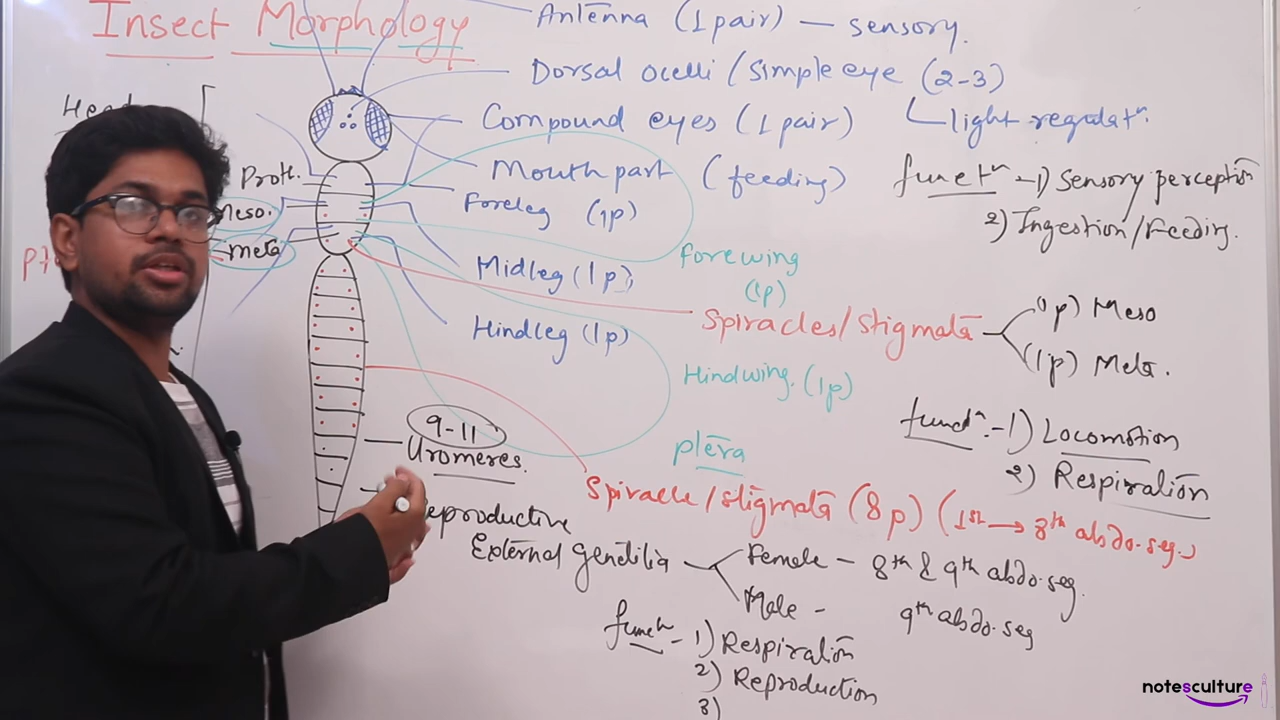 Insect Morphology
Antenna (1 pair) — sensory.
Dorsal ocelli / Simple eye (2-3)
light regulatn.
Compound eyes (1 pair)
Mouth part (feeding)
functn - 1) Sensory perception
2) Ingestion/Feeding.
Head
Proth.
Meso.
meta
Foreleg (1p)
Midleg (1p)
Hindleg (1p)
Forewing
(1p)
Spiracles/stigmata
(1p) Meso
(1p) Meta.
Hindwing. (1p)
ptera
functn. - 1) Locomotion
2) Respiration
9-11
Uromeres.
Spiracle/stigmata (8p) (1st → 8th abdo. seg.)
eproductive
External genitilia
Female - 8th & 9th abdo. seg.
Male - 9th abdo. seg
functn - 1) Respiration
2) Reproduction
3)
notesculture